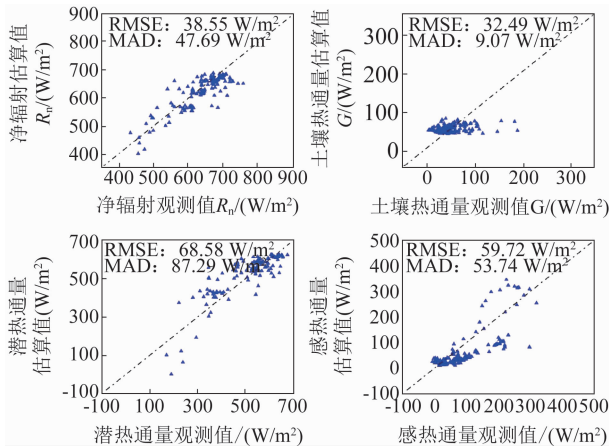 RMSE: 38.55 W/m²
MAD: 47.69 W/m²
净辐射估算值
Rn/(W/m²)
900
800
700
600
500
400
400 500 600 700 800 900
净辐射观测值Rn/(W/m²)
RMSE: 32.49 W/m²
MAD: 9.07 W/m²
土壤热通量估算值
G/(W/m²)
300
200
100
0
0 100 200 300
土壤热通量观测值G/(W/m²)
RMSE: 68.58 W/m²
MAD: 87.29 W/m²
潜热通量
估算值(W/m²)
700
500
300
100
-100
-100 100 300 500 700
潜热通量观测值/(W/m²)
RMSE: 59.72 W/m²
MAD: 53.74 W/m²
感热通量
估算值(W/m²)
500
400
300
200
100
0
-100
-100 0 100 200 300 400 500
感热通量观测值/(W/m²)